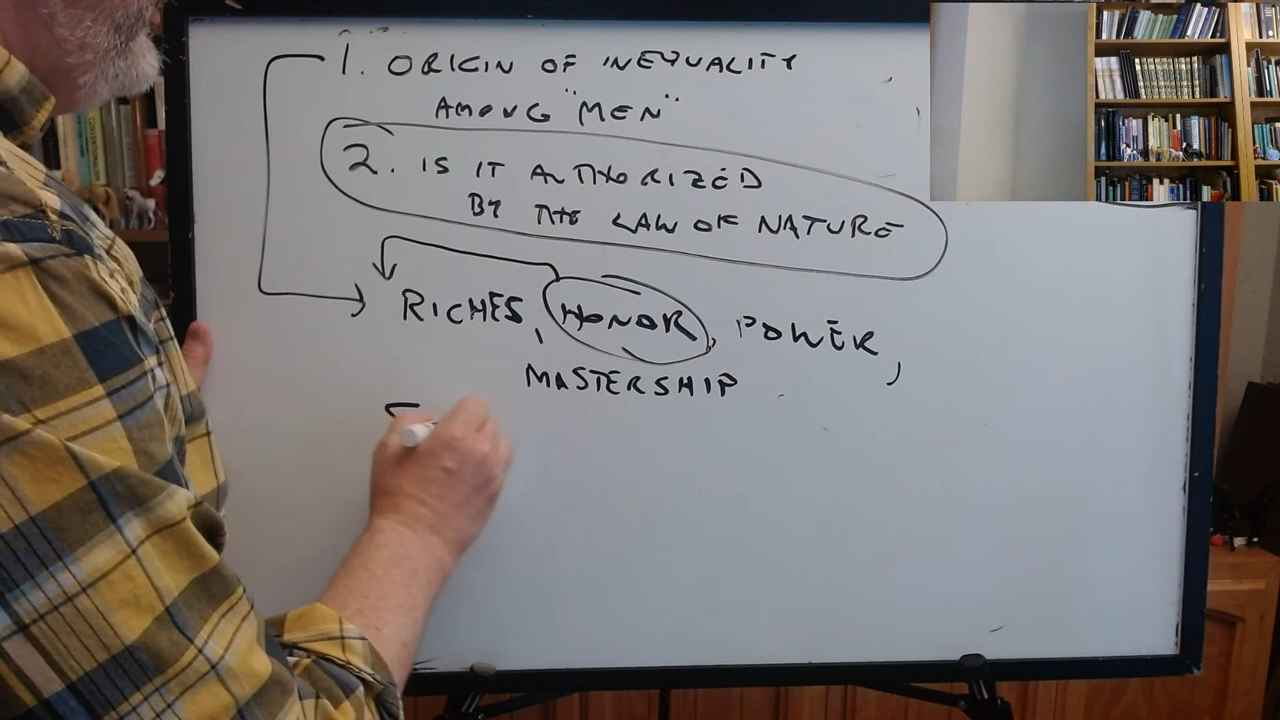 1. ORIGIN OF INEQUALITY
AMONG "MEN"
2. IS IT AUTHORIZED
BY THE LAW OF NATURE
RICHES, HONOR, POWER,
MASTERSHIP